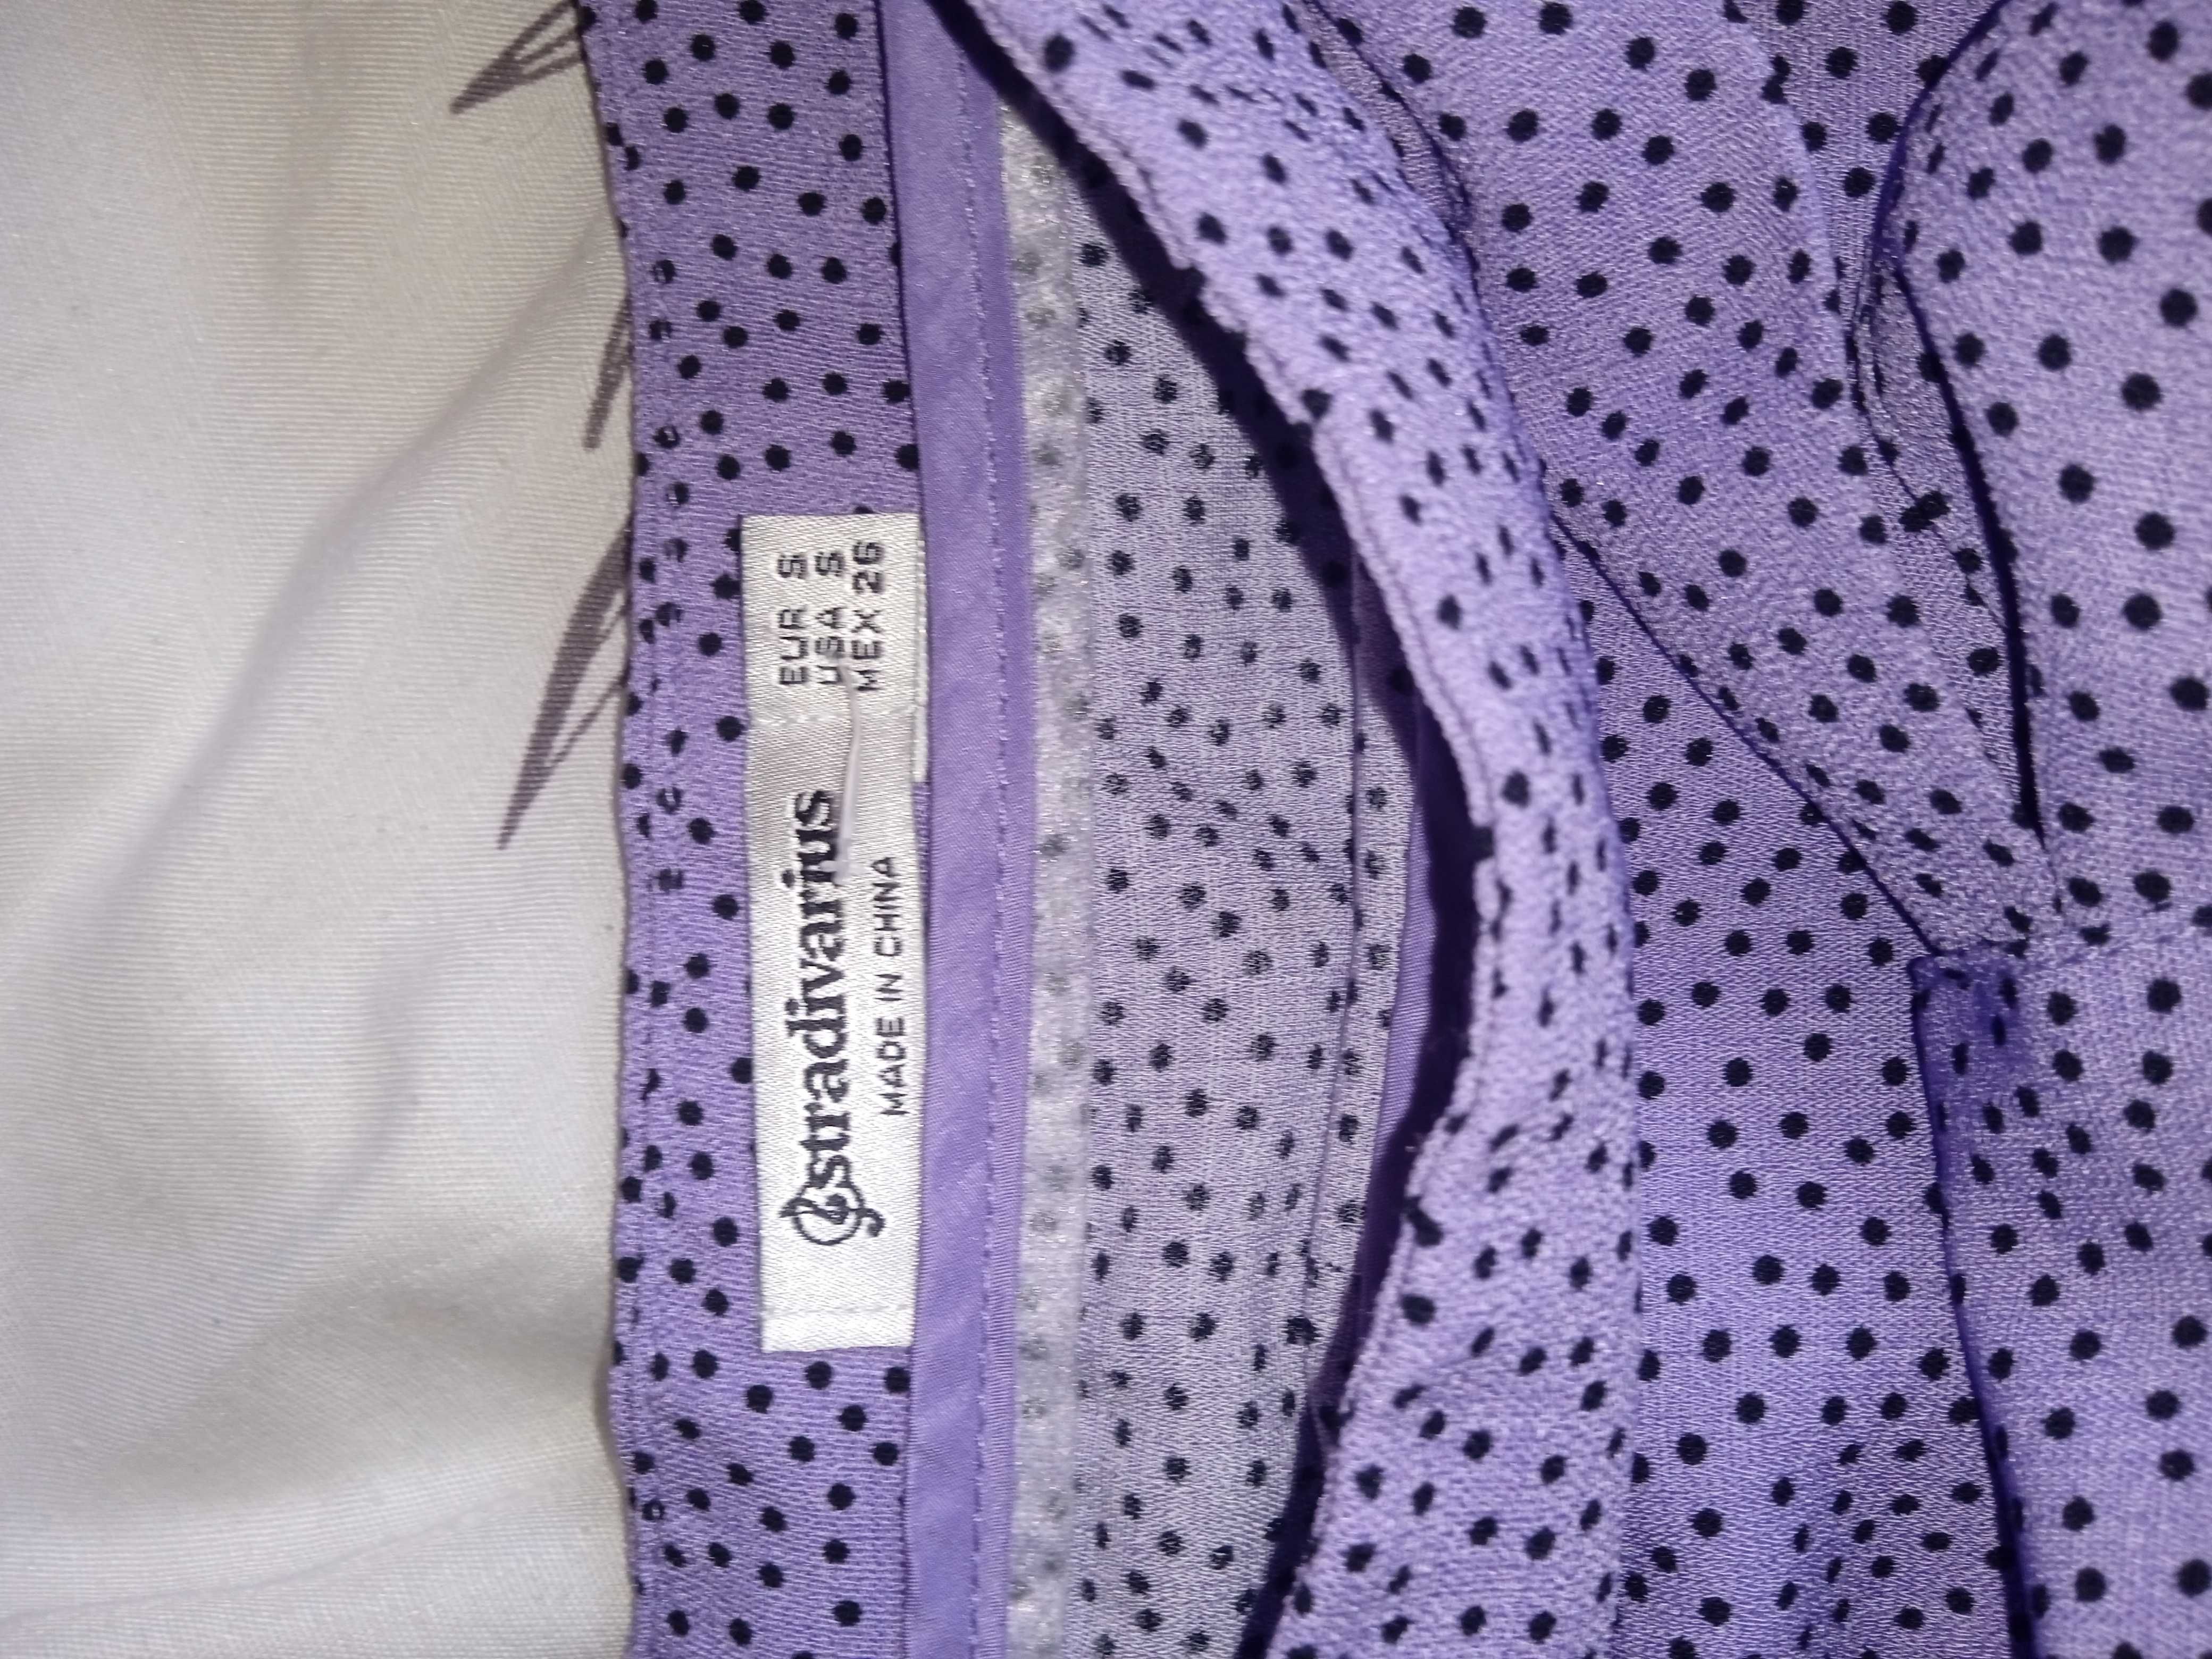 EUR S
USA S
MEX 26
stradivarius
MADE IN CHINA